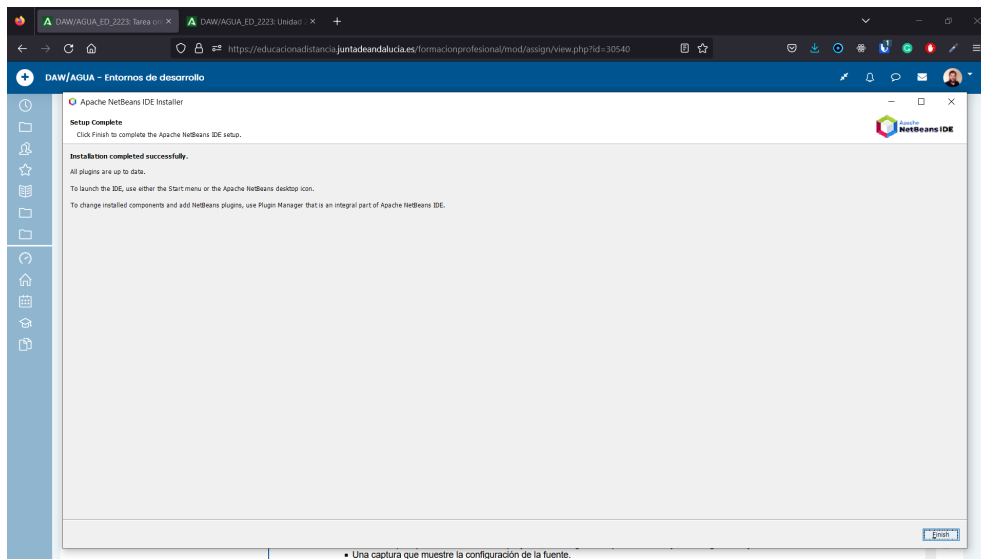 DAW/AGUA_ED_2223: Tarea on
DAW/AGUA_ED_2223: Unidad 2
https://educacionadistancia.juntadeandalucia.es/formacionprofesional/mod/assign/view.php?id=30540
DAW/AGUA - Entornos de desarrollo
Apache NetBeans IDE Installer
Setup Complete
Click Finish to complete the Apache NetBeans IDE setup.
Apache
NetBeans IDE
Installation completed successfully.
All plugins are up to date.
To launch the IDE, use either the Start menu or the Apache NetBeans desktop icon.
To change installed components and add NetBeans plugins, use Plugin Manager that is an integral part of Apache NetBeans IDE.
Finish
Una captura que muestre la configuración de la fuente.